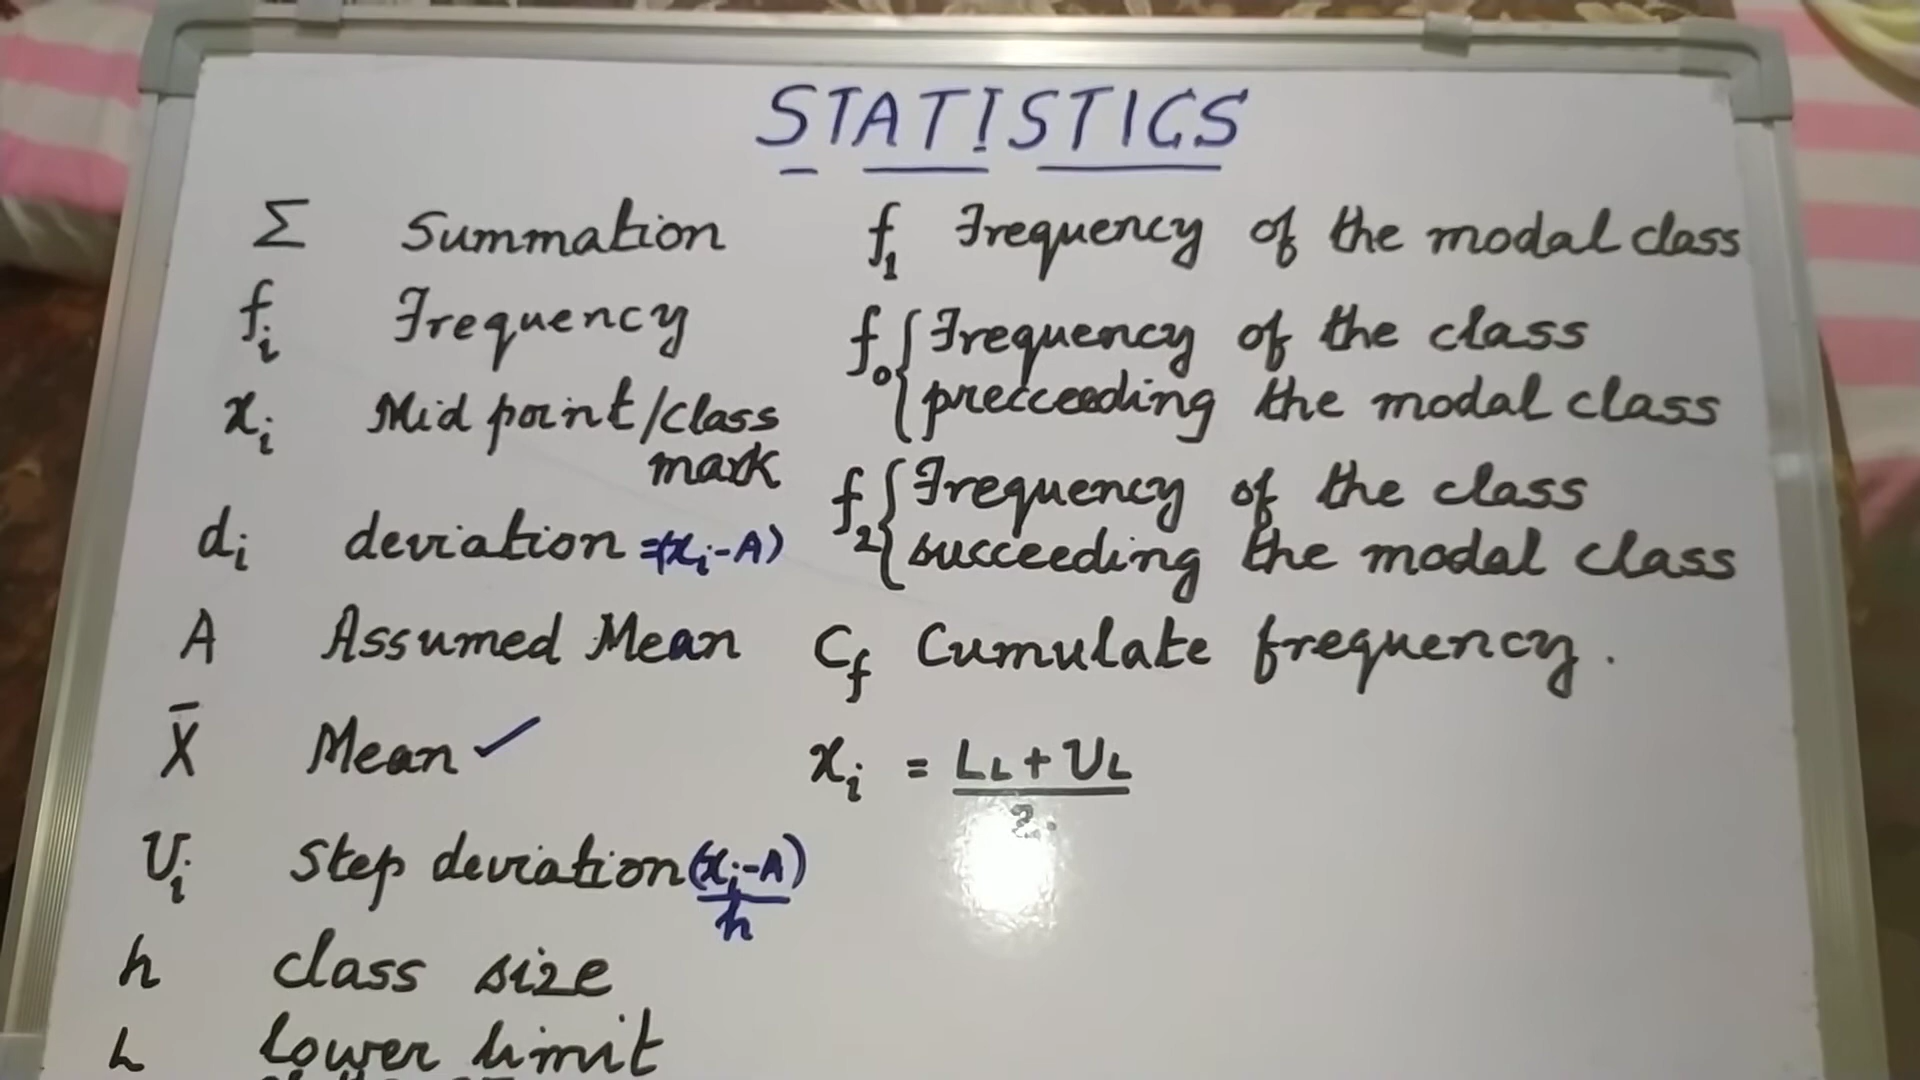 STATISTICS
Σ Summation
fi Frequency
xi Mid point/class
mark
di deviation =(xi-A)
A Assumed Mean
X̄ Mean ✓
Ui Step deviation (xi-A)
h
h class size
L Lower limit
f1 Frequency of the modal class
f0 { Frequency of the class
precceeding the modal class
f2 { Frequency of the class
succeeding the modal class
Cf Cumulate frequency.
xi = LL + UL
2.